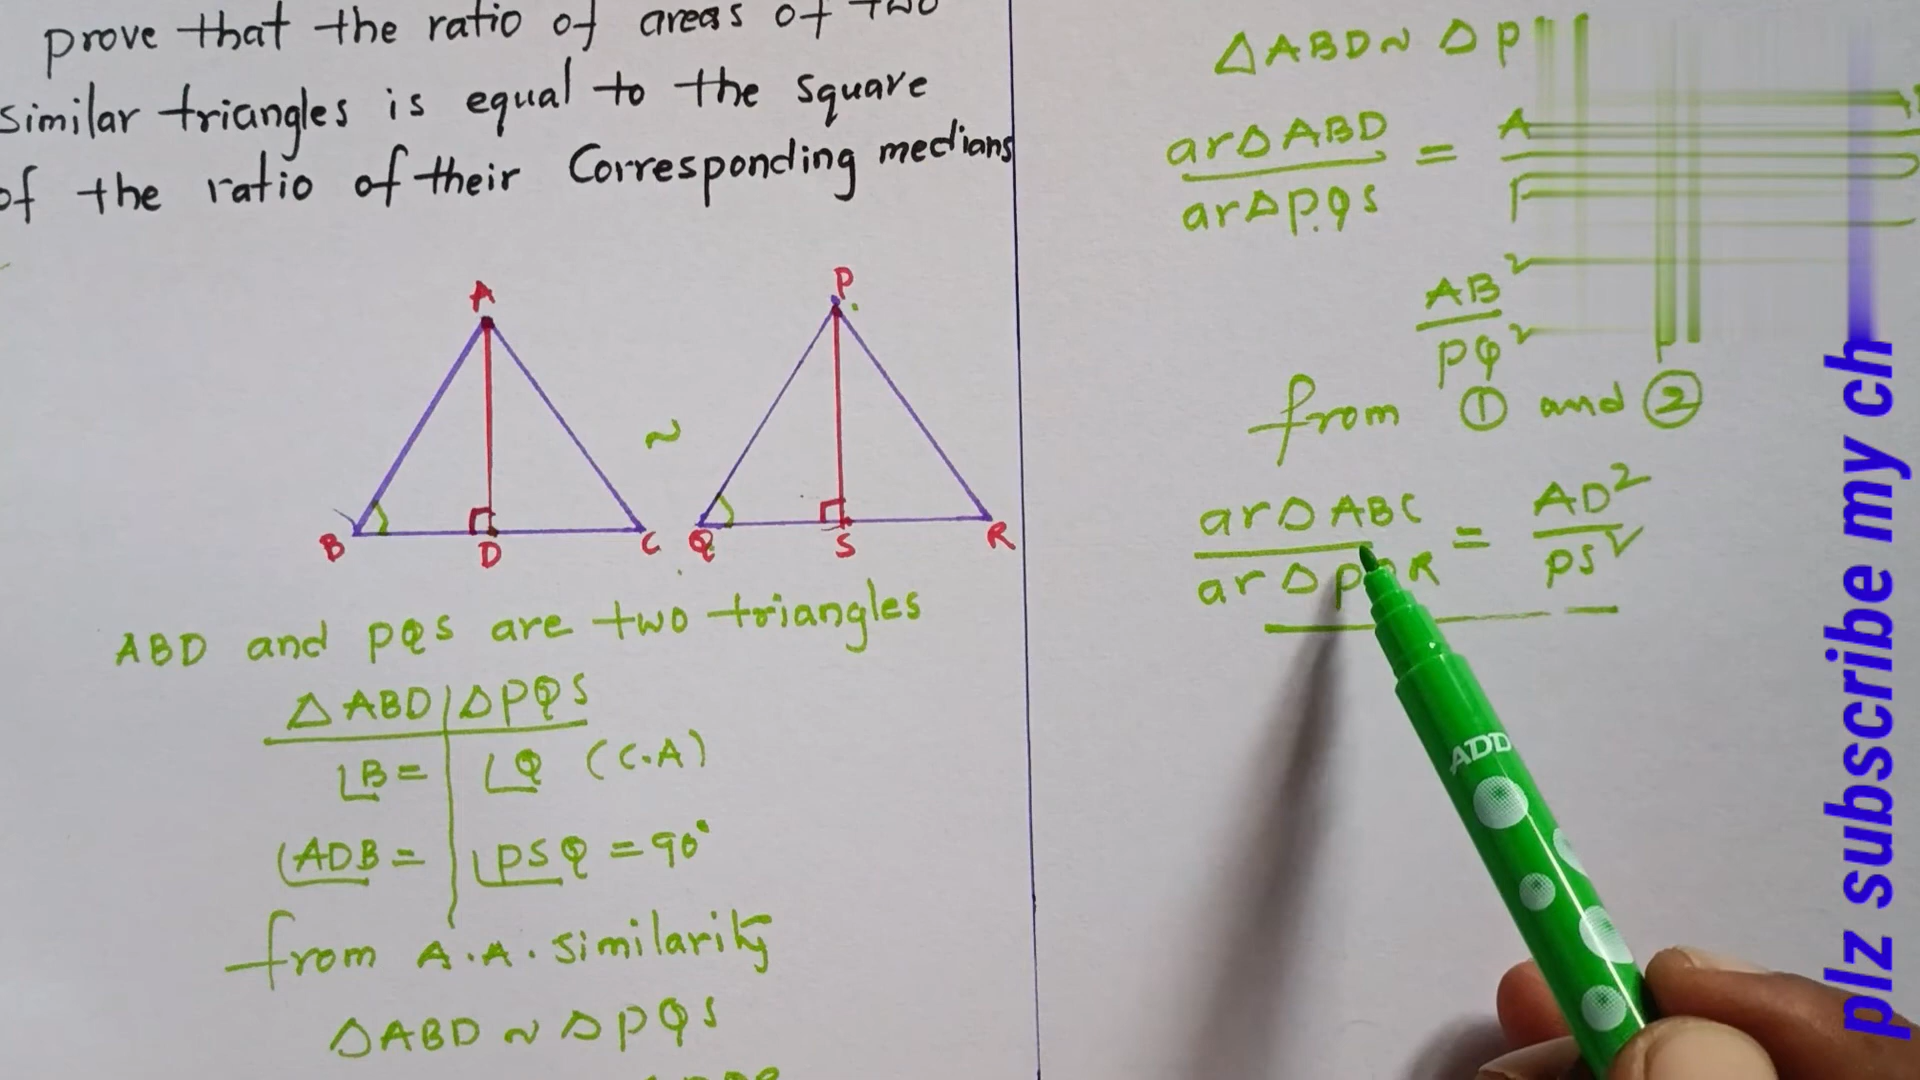 prove that the ratio of areas of two
similar triangles is equal to the square
of the ratio of their Corresponding medians
A
P
~
B
D
C
Q
S
R
ABD and PQS are two triangles
△ABD | △PQS
∠B = | ∠Q (C.A)
∠ADB = | ∠PSQ = 90°
from A.A. similarity
△ABD ~ △PQS
△ABD ~ △P
ar△ABD
ar△PQS
=
A
AB²
PQ²
from ① and ②
ar△ABC = AD²
ar△P R PS²
ADD
plz subscribe my ch